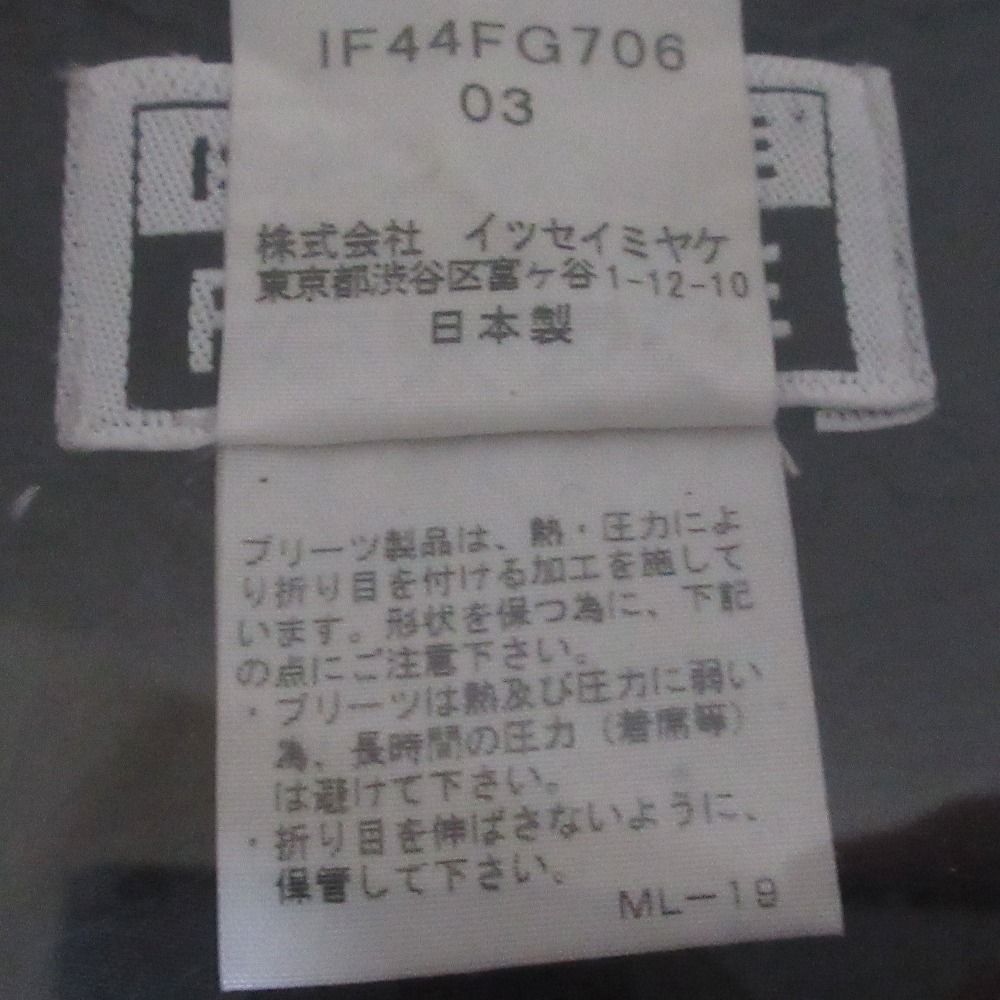 IF44FG706
03
株式会社 イッセイミヤケ
東京都渋谷区富ヶ谷1-12-10
日本製
プリーツ製品は、熱・圧力によ
り折り目を付ける加工を施して
います。形状を保つ為に、下記
の点にご注意下さい。
・プリーツは熱及び圧力に弱い
為、長時間の圧力（着席等）
は避けて下さい。
・折り目を伸ばさないように、
保管して下さい。
ML-19